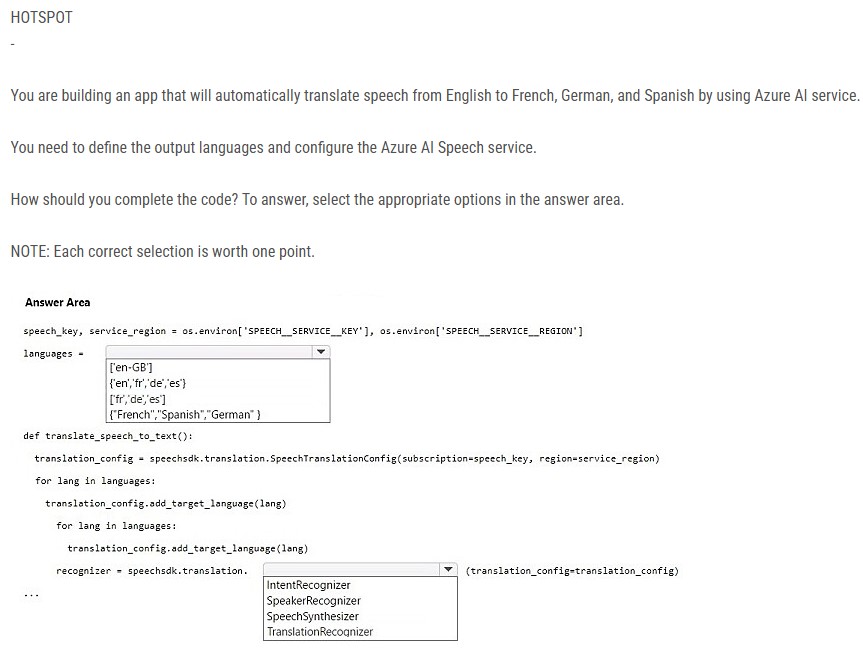 HOTSPOT
-
You are building an app that will automatically translate speech from English to French, German, and Spanish by using Azure AI service.
You need to define the output languages and configure the Azure AI Speech service.
How should you complete the code? To answer, select the appropriate options in the answer area.
NOTE: Each correct selection is worth one point.
Answer Area
speech_key, service_region = os.environ['SPEECH__SERVICE__KEY'], os.environ['SPEECH__SERVICE__REGION']
languages =
['en-GB']
{'en','fr','de','es'}
['fr','de','es']
{"French","Spanish","German" }
def translate_speech_to_text():
translation_config = speechsdk.translation.SpeechTranslationConfig(subscription=speech_key, region=service_region)
for lang in languages:
translation_config.add_target_language(lang)
for lang in languages:
translation_config.add_target_language(lang)
recognizer = speechsdk.translation. (translation_config=translation_config)
IntentRecognizer
SpeakerRecognizer
SpeechSynthesizer
TranslationRecognizer
...